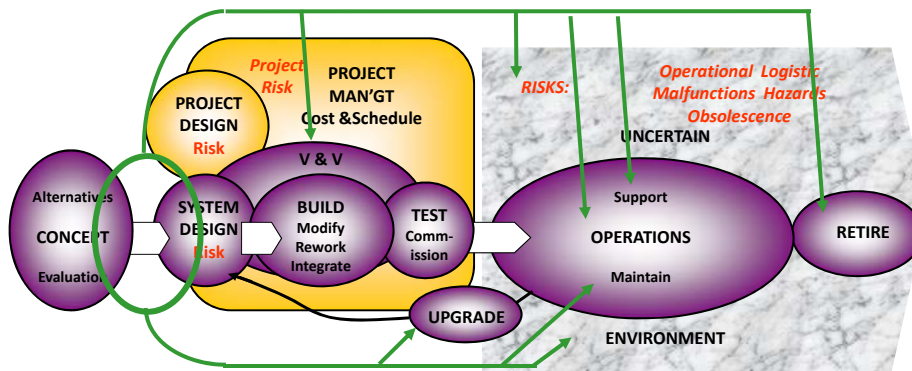 Project
Risk
PROJECT
MAN'GT
Cost &Schedule
RISKS:
Operational Logistic
Malfunctions Hazards
Obsolescence
PROJECT
DESIGN
Risk
UNCERTAIN
V & V
Alternatives
CONCEPT
Evaluation
SYSTEM
DESIGN
Risk
BUILD
Modify
Rework
Integrate
TEST
Comm-
ission
Support
OPERATIONS
Maintain
RETIRE
UPGRADE
ENVIRONMENT